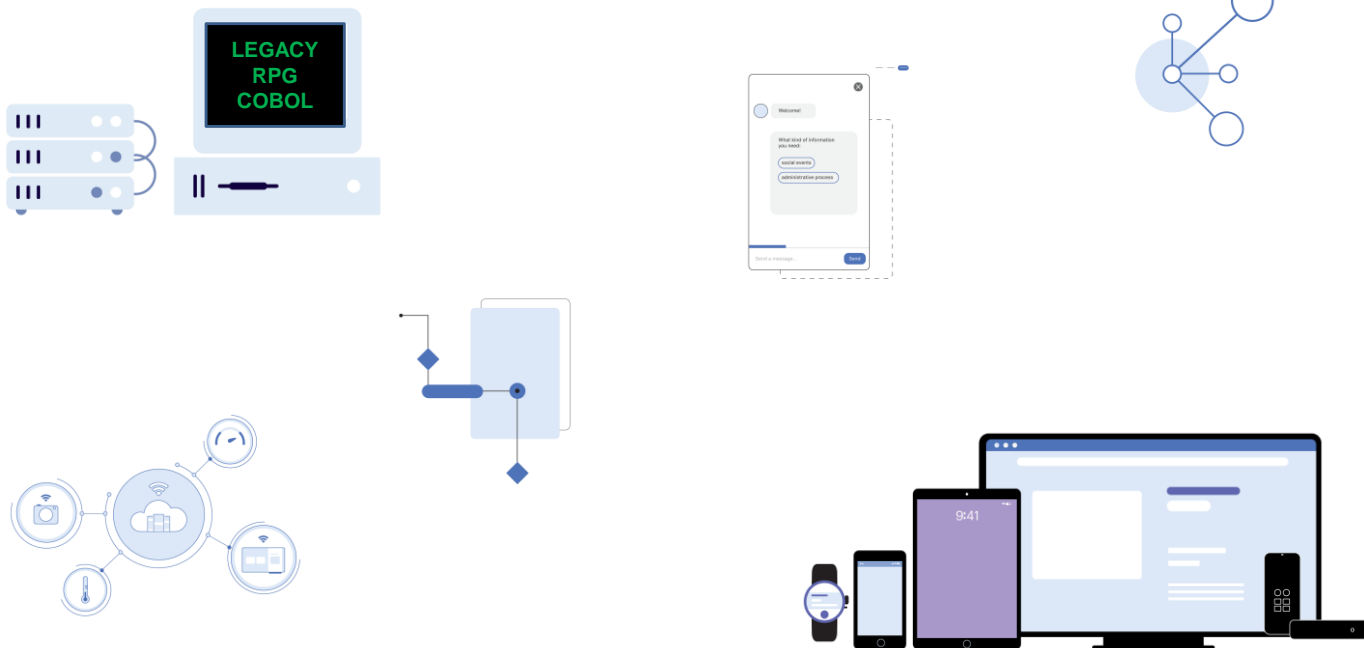 LEGACY
RPG
COBOL
Welcome!
What kind of information
you need:
social events
administrative process
Send a message...
Send
9:41